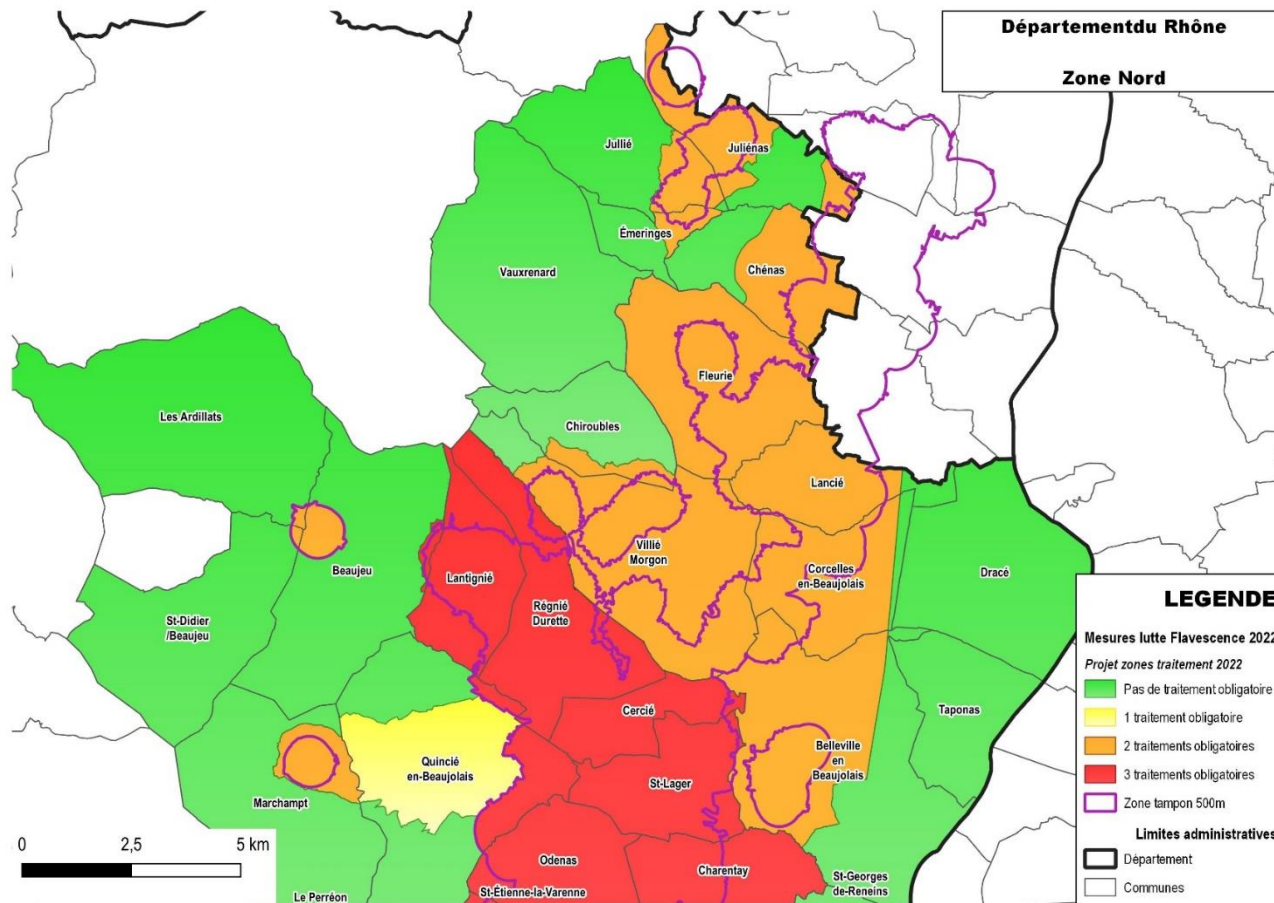 Départementdu Rhône
Zone Nord
Jullié
Juliénas
Émeringes
Vauxrenard
Chénas
Fleurie
Les Ardillats
Chiroubles
Lancié
Villié
Morgon
Beaujeu
Corcelles
en-Beaujolais
Dracé
Lantignié
Régnié
Durette
St-Didier
/Beaujeu
Cercié
Taponas
Quincié
en-Beaujolais
Belleville
en
Beaujolais
St-Lager
Marchampt
Odenas
Charentay
St-Étienne-la-Varenne
St-Georges
de-Reneins
Le Perréon
0 2,5 5 km
LEGENDE
Mesures lutte Flavescence 2022
Projet zones traitement 2022
Pas de traitement obligatoire
1 traitement obligatoire
2 traitements obligatoires
3 traitements obligatoires
Zone tampon 500m
Limites administratives
Département
Communes